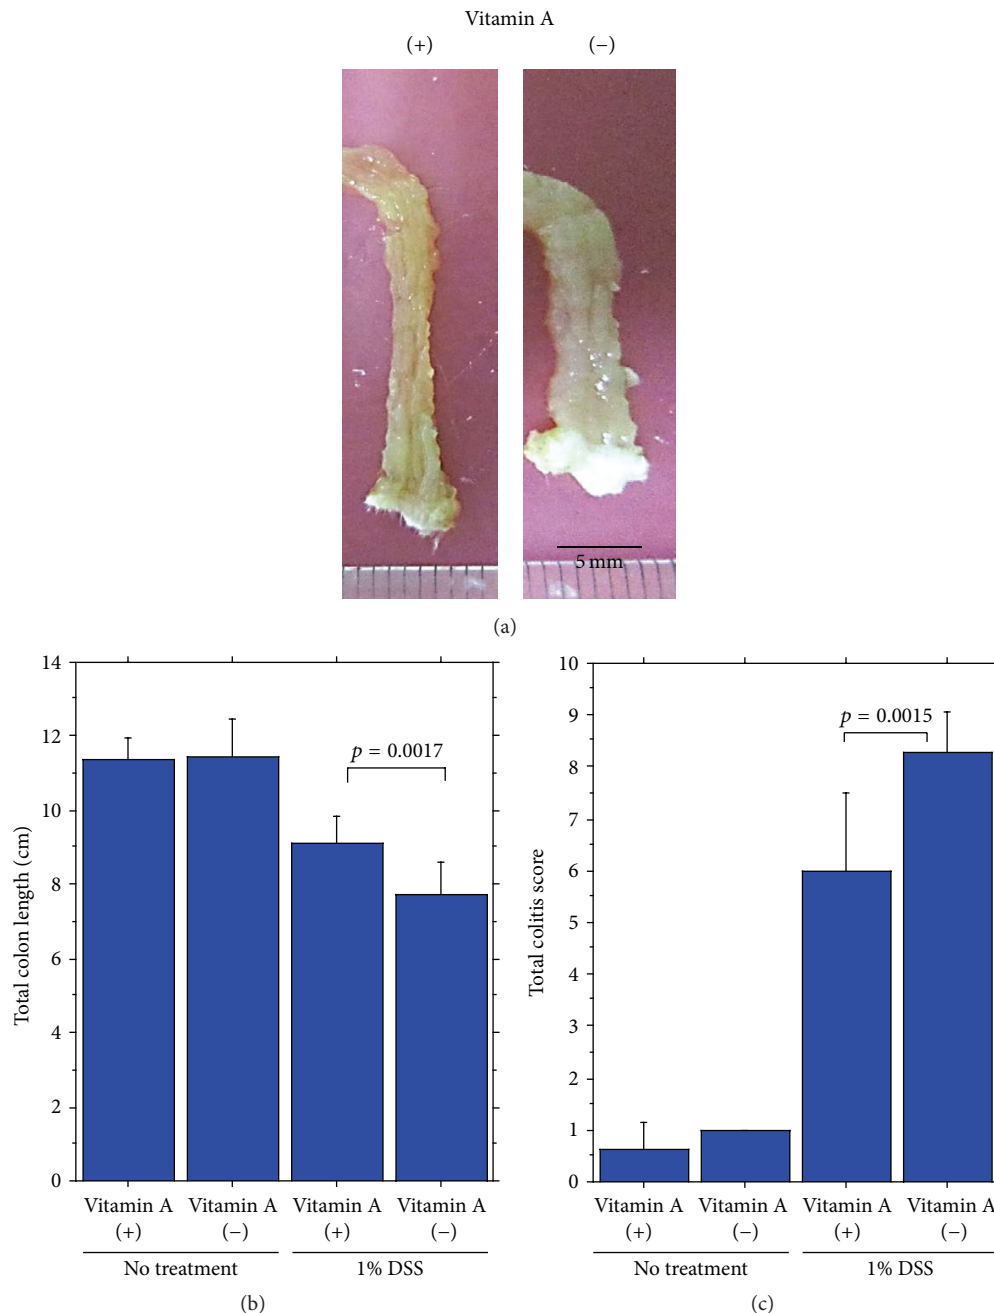 Vitamin A
(+) (−)
5 mm
(a)
14
12
10
8
6
4
2
0
Total colon length (cm)
p = 0.0017
Vitamin A (+) Vitamin A (−) Vitamin A (+) Vitamin A (−)
No treatment 1% DSS
(b)
10
9
8
7
6
5
4
3
2
1
0
Total colitis score
p = 0.0015
Vitamin A (+) Vitamin A (−) Vitamin A (+) Vitamin A (−)
No treatment 1% DSS
(c)